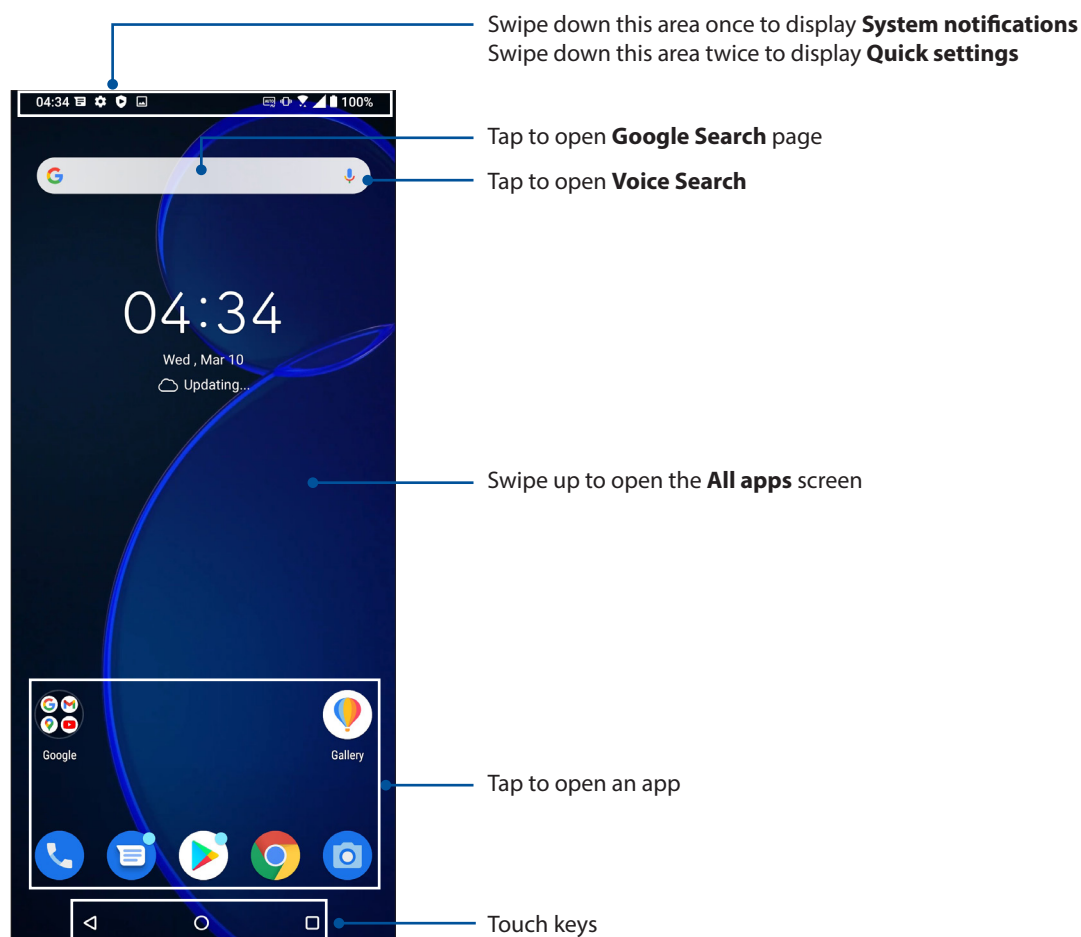 Swipe down this area once to display System notifications
Swipe down this area twice to display Quick settings
04:34
100%
Tap to open Google Search page
Tap to open Voice Search
04:34
Wed , Mar 10
Updating...
Swipe up to open the All apps screen
Google
Gallery
Tap to open an app
Touch keys